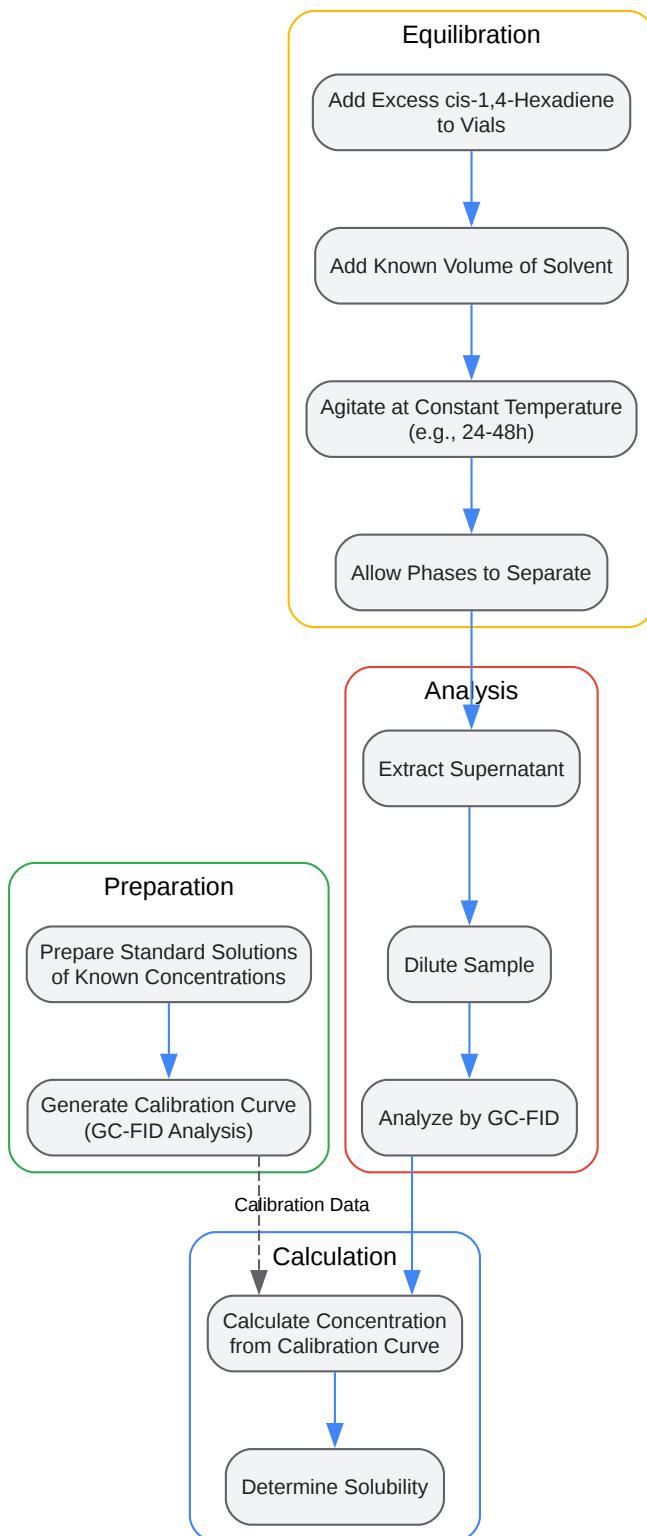 Equilibration
Add Excess cis-1,4-Hexadiene
to Vials
Add Known Volume of Solvent
Agitate at Constant Temperature
(e.g., 24-48h)
Allow Phases to Separate
Analysis
Extract Supernatant
Dilute Sample
Analyze by GC-FID
Preparation
Prepare Standard Solutions
of Known Concentrations
Generate Calibration Curve
(GC-FID Analysis)
Calibration Data
Calculation
Calculate Concentration
from Calibration Curve
Determine Solubility